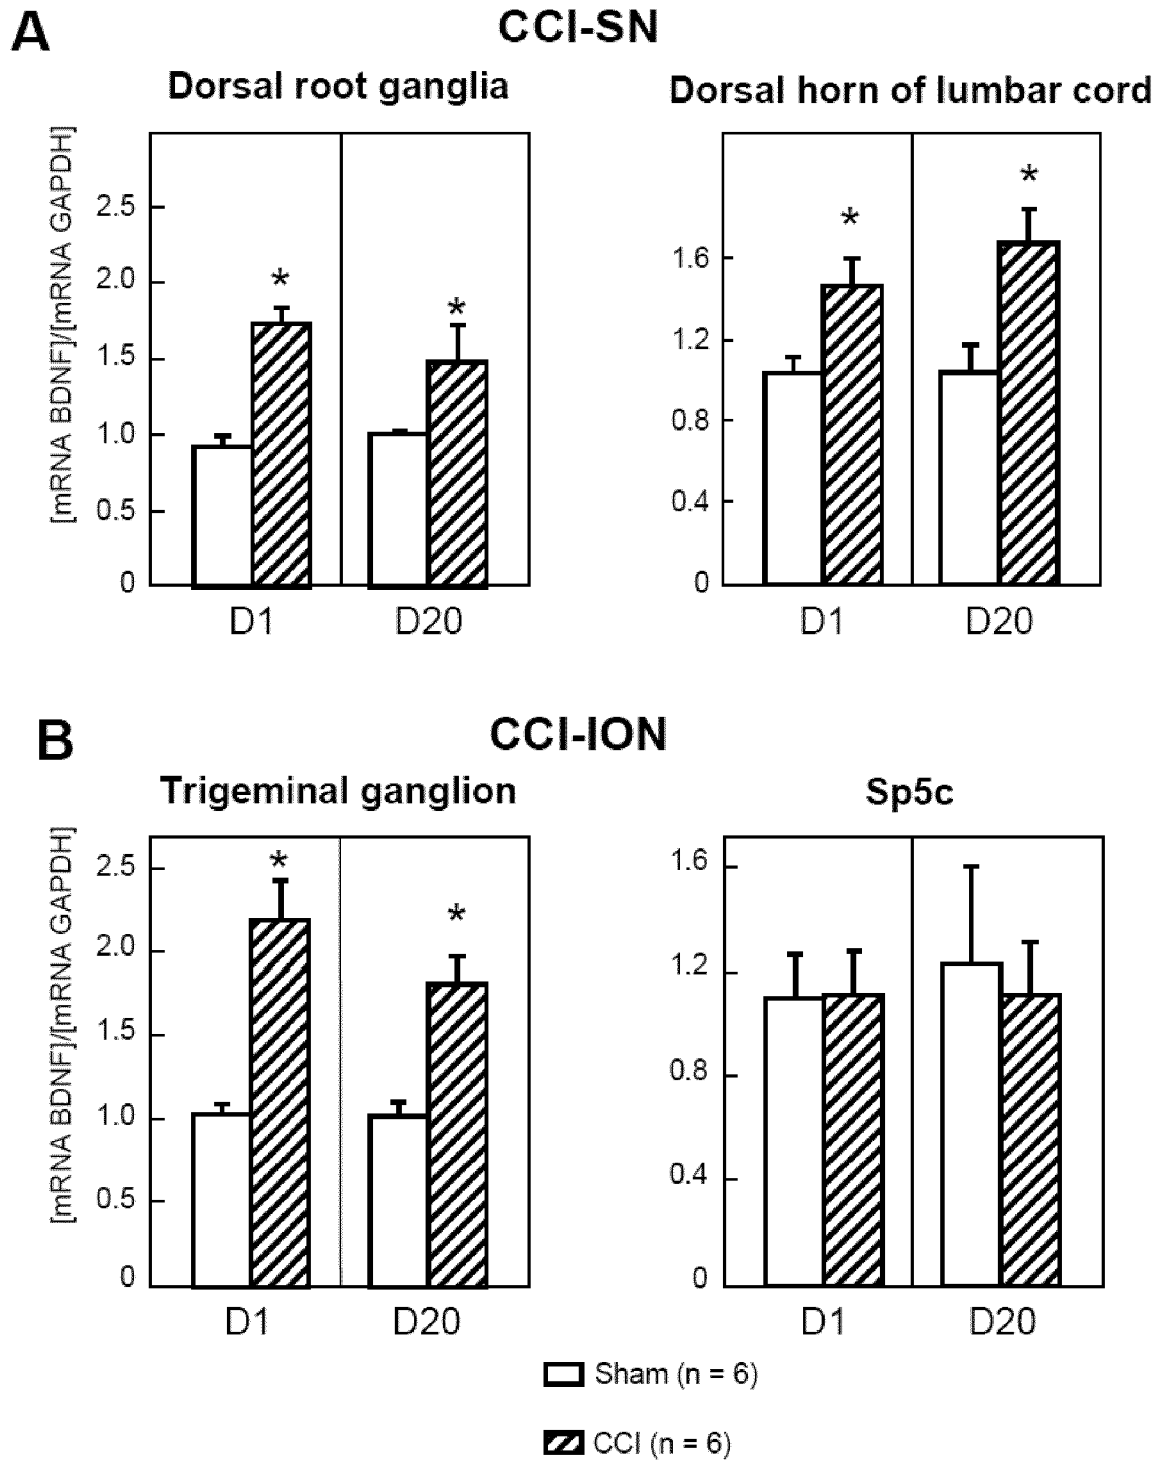 A
CCI-SN
Dorsal root ganglia
Dorsal horn of lumbar cord
[mRNA BDNF]/[mRNA GAPDH]
2.5
2.0
1.5
1.0
0.5
0
*
*
D1
D20
1.6
1.2
0.8
0.4
0
*
*
D1
D20
B
CCI-ION
Trigeminal ganglion
Sp5c
[mRNA BDNF]/[mRNA GAPDH]
2.5
2.0
1.5
1.0
0.5
0
*
*
D1
D20
1.6
1.2
0.8
0.4
0
D1
D20
Sham (n = 6)
CCI (n = 6)